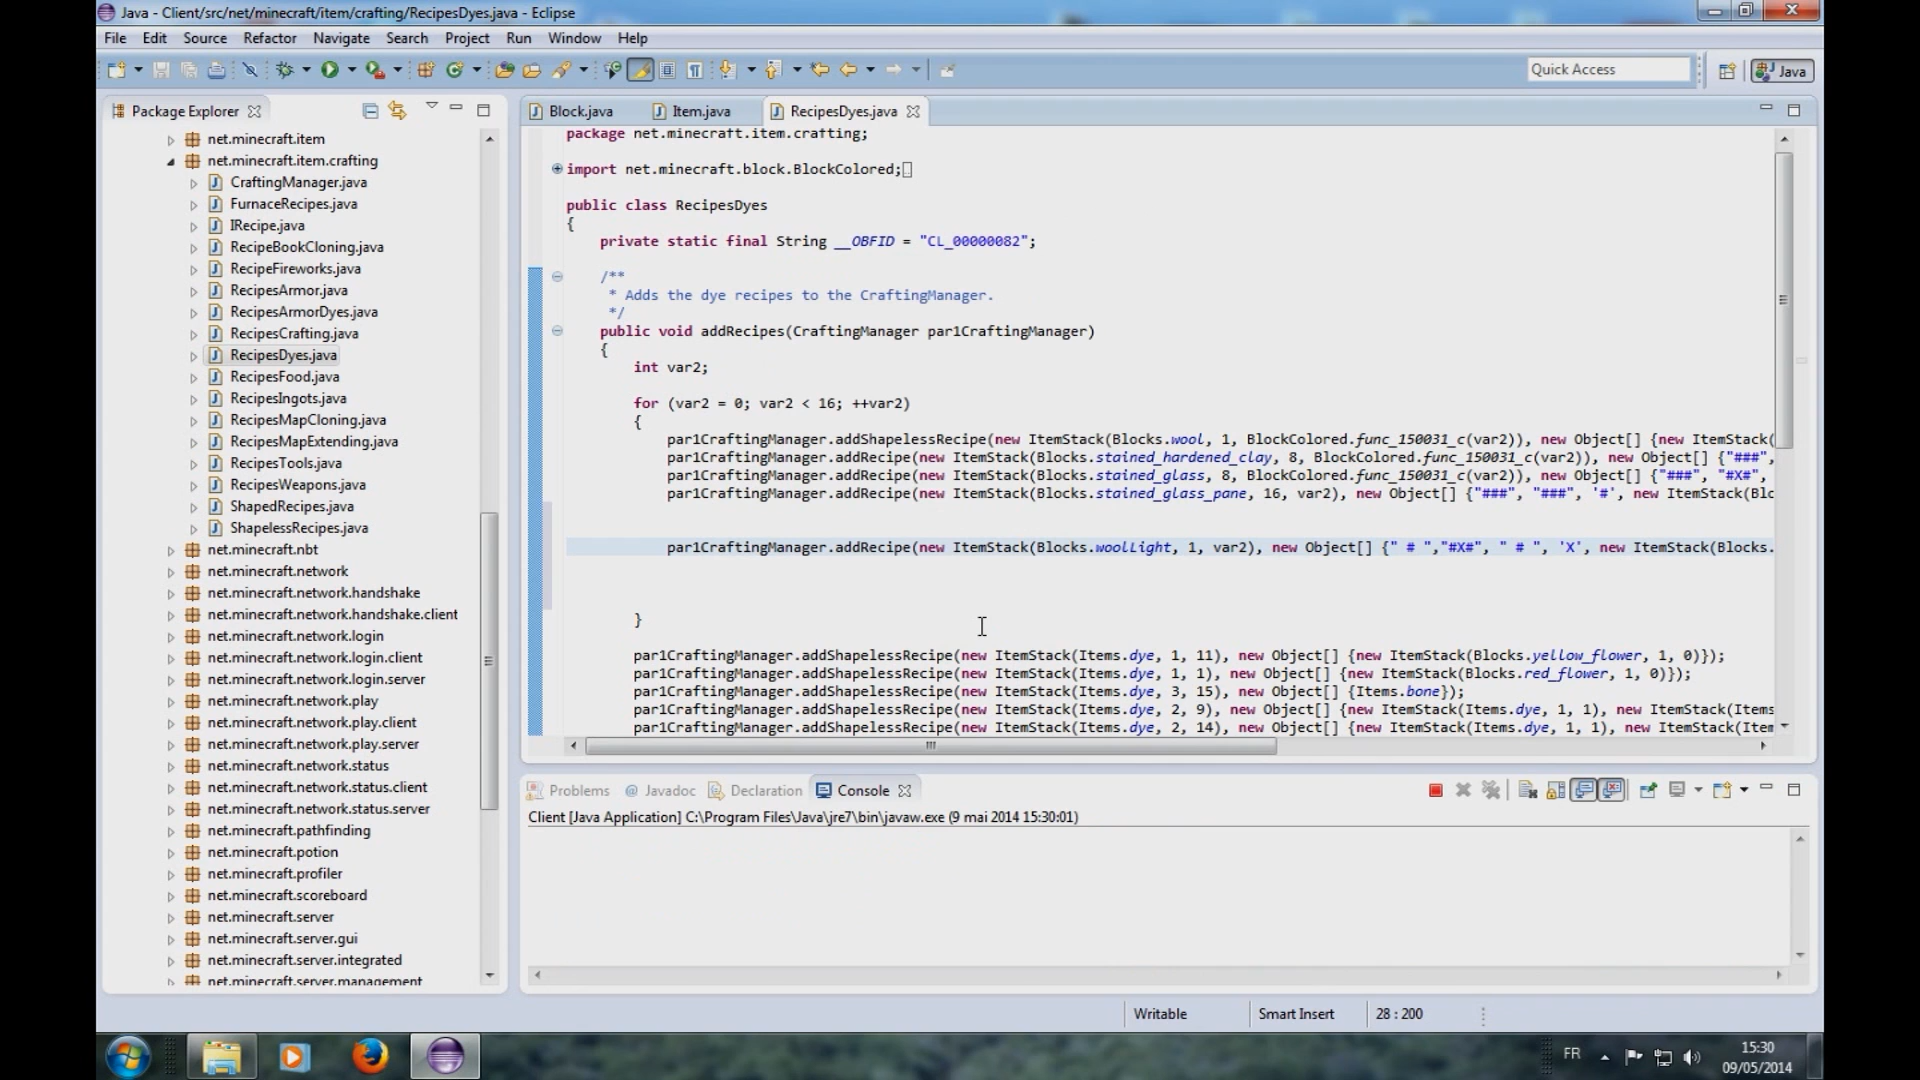 Java - Client/src/net/minecraft/item/crafting/RecipesDyes.java - Eclipse
File Edit Source Refactor Navigate Search Project Run Window Help
Quick Access
Java
Package Explorer
net.minecraft.item
net.minecraft.item.crafting
CraftingManager.java
FurnaceRecipes.java
IRecipe.java
RecipeBookCloning.java
RecipeFireworks.java
RecipesArmor.java
RecipesArmorDyes.java
RecipesCrafting.java
RecipesDyes.java
RecipesFood.java
RecipesIngots.java
RecipesMapCloning.java
RecipesMapExtending.java
RecipesTools.java
RecipesWeapons.java
ShapedRecipes.java
ShapelessRecipes.java
net.minecraft.nbt
net.minecraft.network
net.minecraft.network.handshake
net.minecraft.network.handshake.client
net.minecraft.network.login
net.minecraft.network.login.client
net.minecraft.network.login.server
net.minecraft.network.play
net.minecraft.network.play.client
net.minecraft.network.play.server
net.minecraft.network.status
net.minecraft.network.status.client
net.minecraft.network.status.server
net.minecraft.pathfinding
net.minecraft.potion
net.minecraft.profiler
net.minecraft.scoreboard
net.minecraft.server
net.minecraft.server.gui
net.minecraft.server.integrated
net.minecraft.server.management
Block.java Item.java RecipesDyes.java
package net.minecraft.item.crafting;
import net.minecraft.block.BlockColored;
public class RecipesDyes
{
private static final String __OBFID = "CL_00000082";
/**
* Adds the dye recipes to the CraftingManager.
*/
public void addRecipes(CraftingManager par1CraftingManager)
{
int var2;
for (var2 = 0; var2 < 16; ++var2)
{
par1CraftingManager.addShapelessRecipe(new ItemStack(Blocks.wool, 1, BlockColored.func_150031_c(var2)), new Object[] {new ItemStack(
par1CraftingManager.addRecipe(new ItemStack(Blocks.stained_hardened_clay, 8, BlockColored.func_150031_c(var2)), new Object[] {"###",
par1CraftingManager.addRecipe(new ItemStack(Blocks.stained_glass, 8, BlockColored.func_150031_c(var2)), new Object[] {"###", "#X#",
par1CraftingManager.addRecipe(new ItemStack(Blocks.stained_glass_pane, 16, var2), new Object[] {"###", "###", '#', new ItemStack(Blo
par1CraftingManager.addRecipe(new ItemStack(Blocks.woolLight, 1, var2), new Object[] {" # ","#X#", " # ", 'X', new ItemStack(Blocks.
}
par1CraftingManager.addShapelessRecipe(new ItemStack(Items.dye, 1, 11), new Object[] {new ItemStack(Blocks.yellow_flower, 1, 0)});
par1CraftingManager.addShapelessRecipe(new ItemStack(Items.dye, 1, 1), new Object[] {new ItemStack(Blocks.red_flower, 1, 0)});
par1CraftingManager.addShapelessRecipe(new ItemStack(Items.dye, 3, 15), new Object[] {Items.bone});
par1CraftingManager.addShapelessRecipe(new ItemStack(Items.dye, 2, 9), new Object[] {new ItemStack(Items.dye, 1, 1), new ItemStack(Items
par1CraftingManager.addShapelessRecipe(new ItemStack(Items.dye, 2, 14), new Object[] {new ItemStack(Items.dye, 1, 1), new ItemStack(Item
Problems @ Javadoc Declaration Console
Client [Java Application] C:\Program Files\Java\jre7\bin\javaw.exe (9 mai 2014 15:30:01)
Writable Smart Insert 28 : 200
FR
15:30
09/05/2014